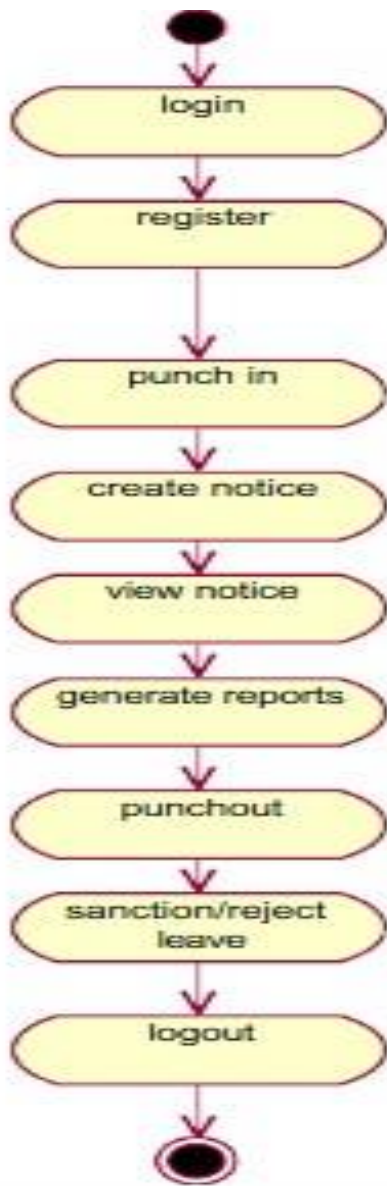 login
register
punch in
create notice
view notice
generate reports
punchout
sanction/reject
leave
logout